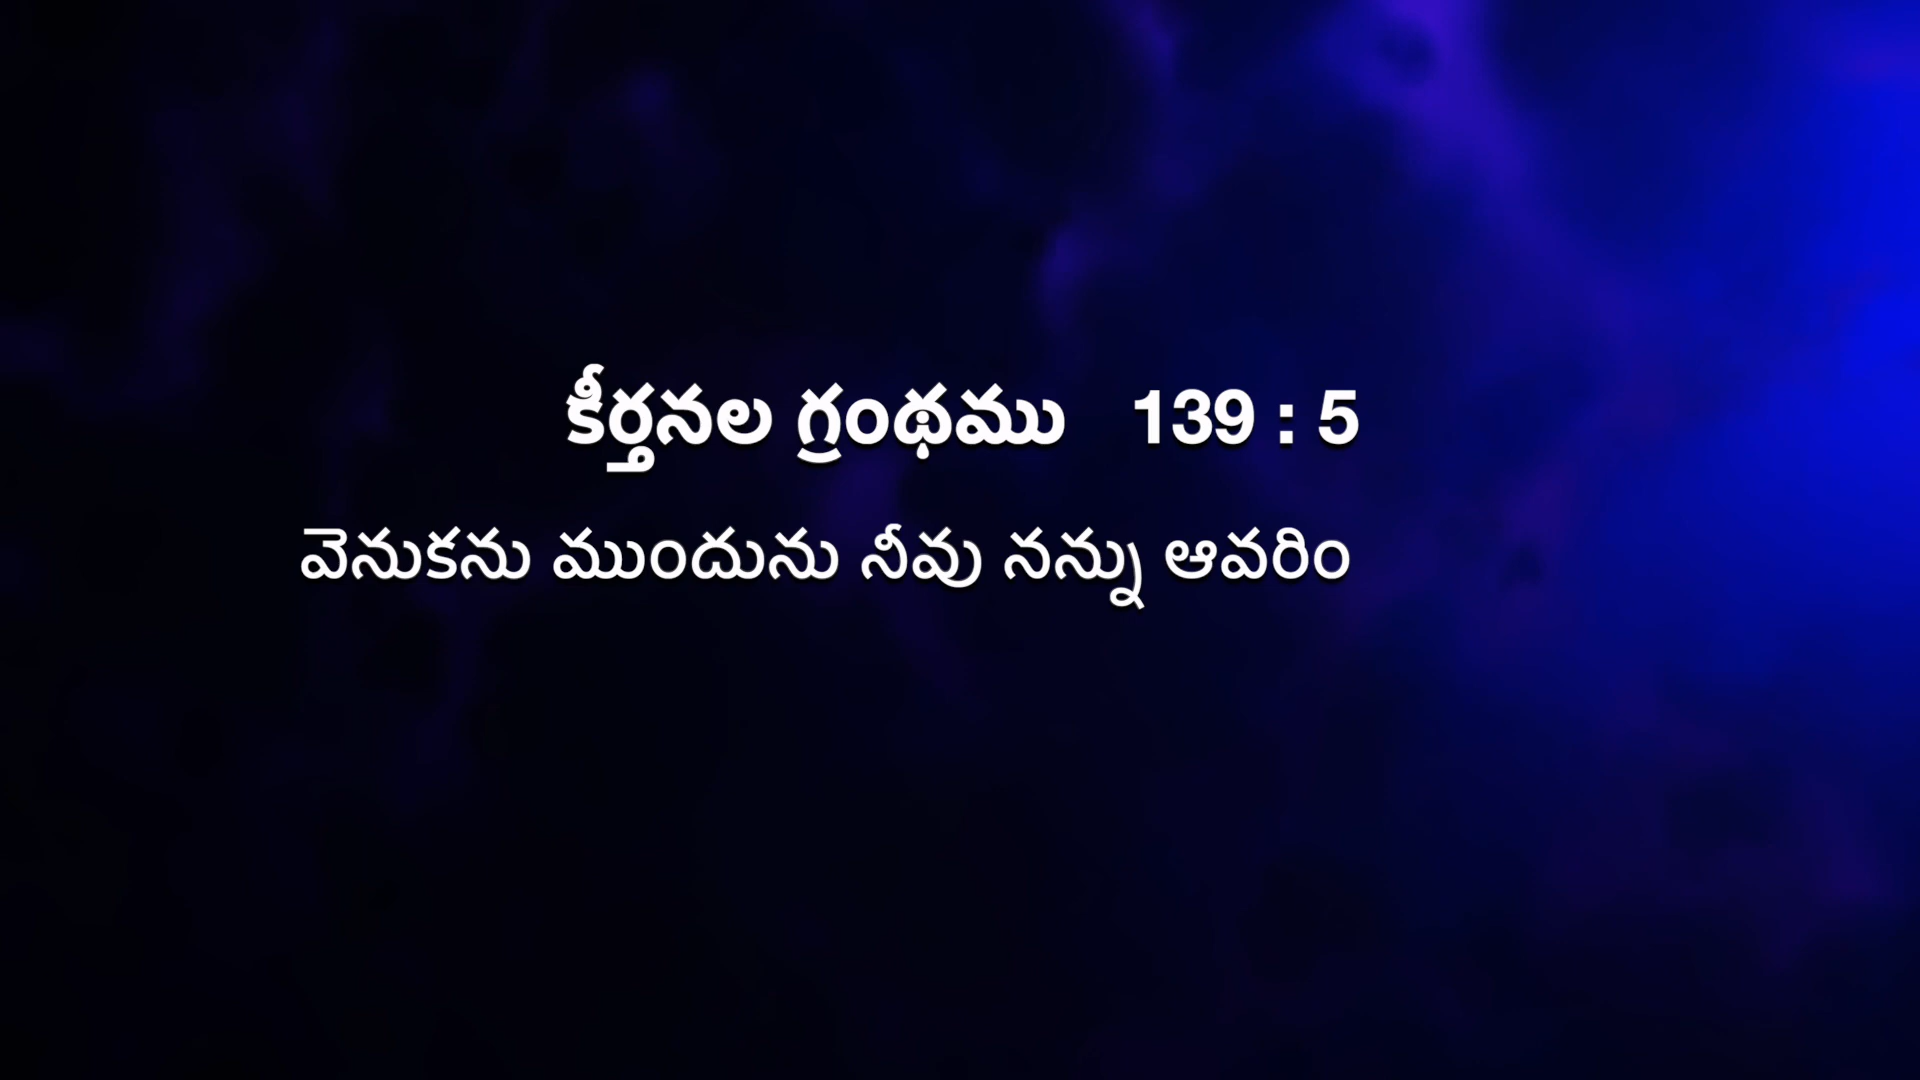 కీర్తనల గ్రంథము 139 : 5
వెనుకను ముందును నీవు నన్ను ఆవరిం